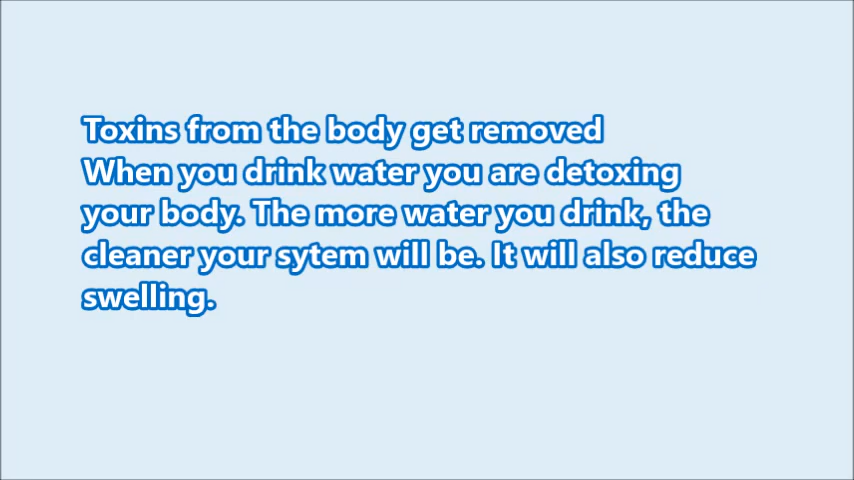 Toxins from the body get removed
When you drink water you are detoxing
your body. The more water you drink, the
cleaner your sytem will be. It will also reduce
swelling.